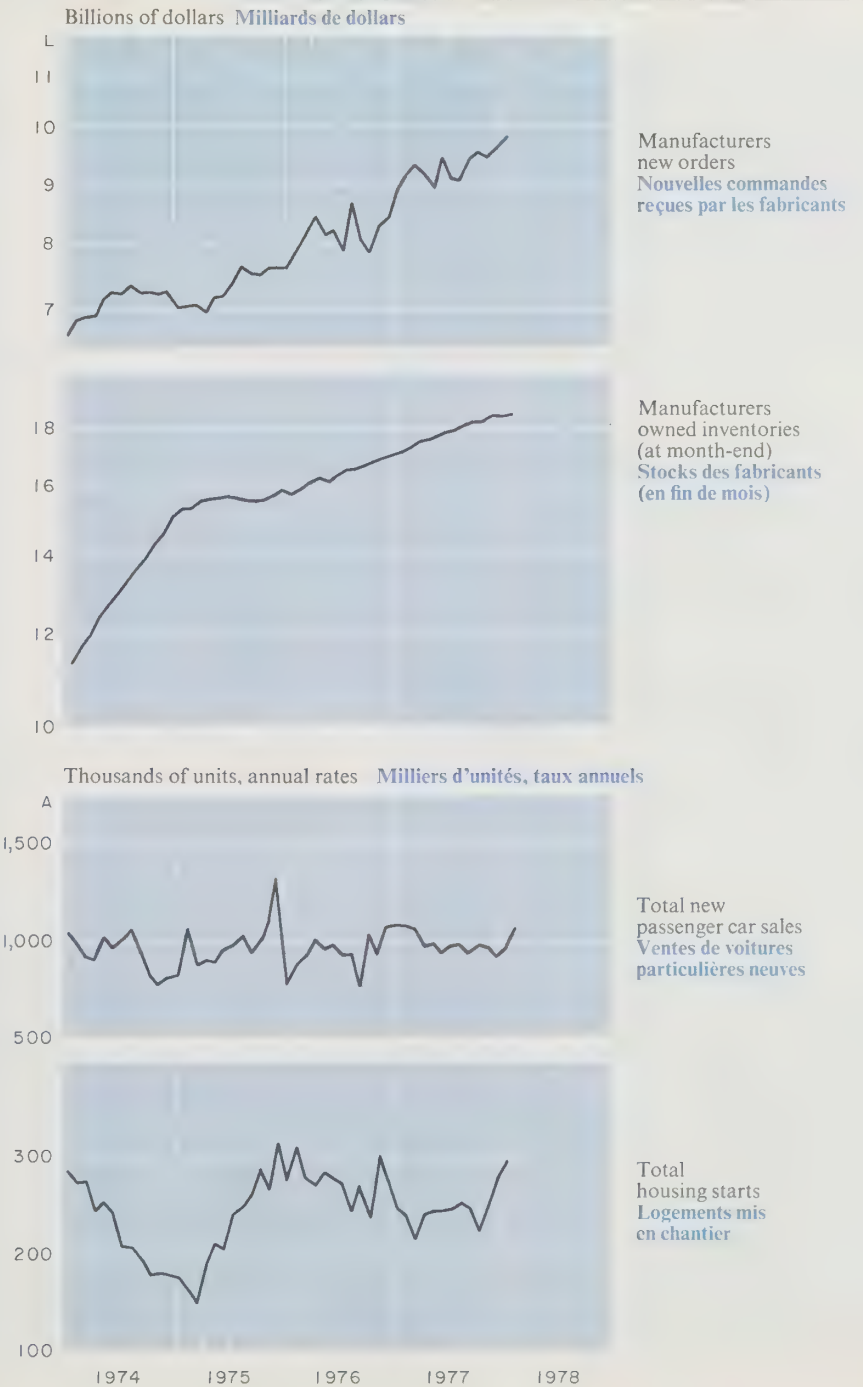 Billions of dollars Milliards de dollars
L
11
10
9
8
7
Manufacturers
new orders
Nouvelles commandes
reçues par les fabricants
18
16
14
12
10
Manufacturers
owned inventories
(at month-end)
Stocks des fabricants
(en fin de mois)
Thousands of units, annual rates Milliers d'unités, taux annuels
A
1,500
1,000
500
Total new
passenger car sales
Ventes de voitures
particulières neuves
300
200
100
Total
housing starts
Logements mis
en chantier
1974 1975 1976 1977 1978